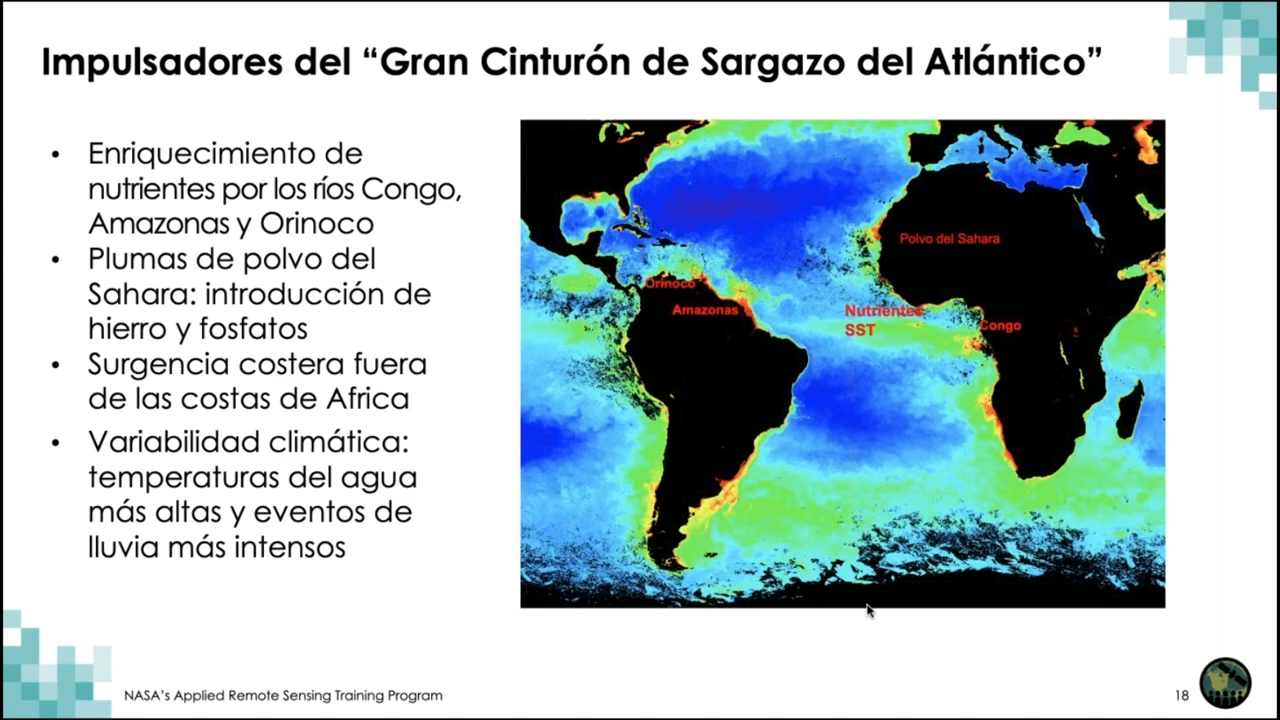 Impulsadores del “Gran Cinturón de Sargazo del Atlántico”
• Enriquecimiento de
nutrientes por los ríos Congo,
Amazonas y Orinoco
• Plumas de polvo del
Sahara: introducción de
hierro y fosfatos
• Surgencia costera fuera
de las costas de Africa
• Variabilidad climática:
temperaturas del agua
más altas y eventos de
lluvia más intensos
Polvo del Sahara
Orinoco
Amazonas
Nutrientes
SST
Congo
NASA's Applied Remote Sensing Training Program
18